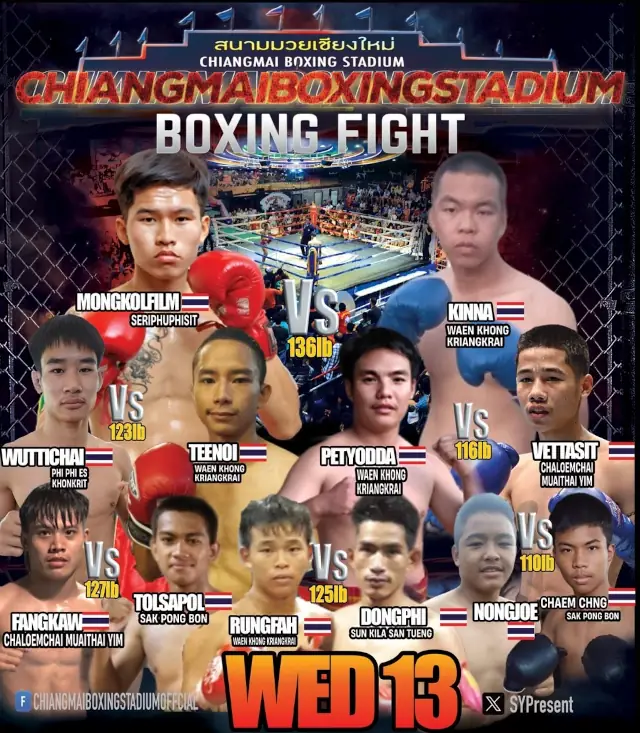 สนามมวยเชียงใหม่
CHIANGMAI BOXING STADIUM
CHIANGMAIBOXINGSTADIUM
BOXING FIGHT
MONGKOLFILM
SERIPHUPHISIT
Vs
136lb
KINNA
WAEN KHONG
KRIANGKRAI
WUTTICHAI
PHI PHI ES
KHONKRIT
Vs
123lb
TEENOI
WAEN KHONG
KRIANGKRAI
PETYODDA
WAEN KHONG
KRIANGKRAI
Vs
116lb
VETTASIT
CHALOEMCHAI
MUAITHAI YIM
FANGKAW
CHALOEMCHAI MUAITHAI YIM
Vs
127lb
TOLSAPOL
SAK PONG BON
RUNGFAH
WAEN KHONG KRIANGKRAI
Vs
125lb
DONGPHI
SUN KILA SAN TUENG
NONGJOE
Vs
110lb
CHAEM CHNG
SAK PONG BON
WED 13
F CHIANGMAIBOXINGSTADIUMOFFCIAL
X SYPresent